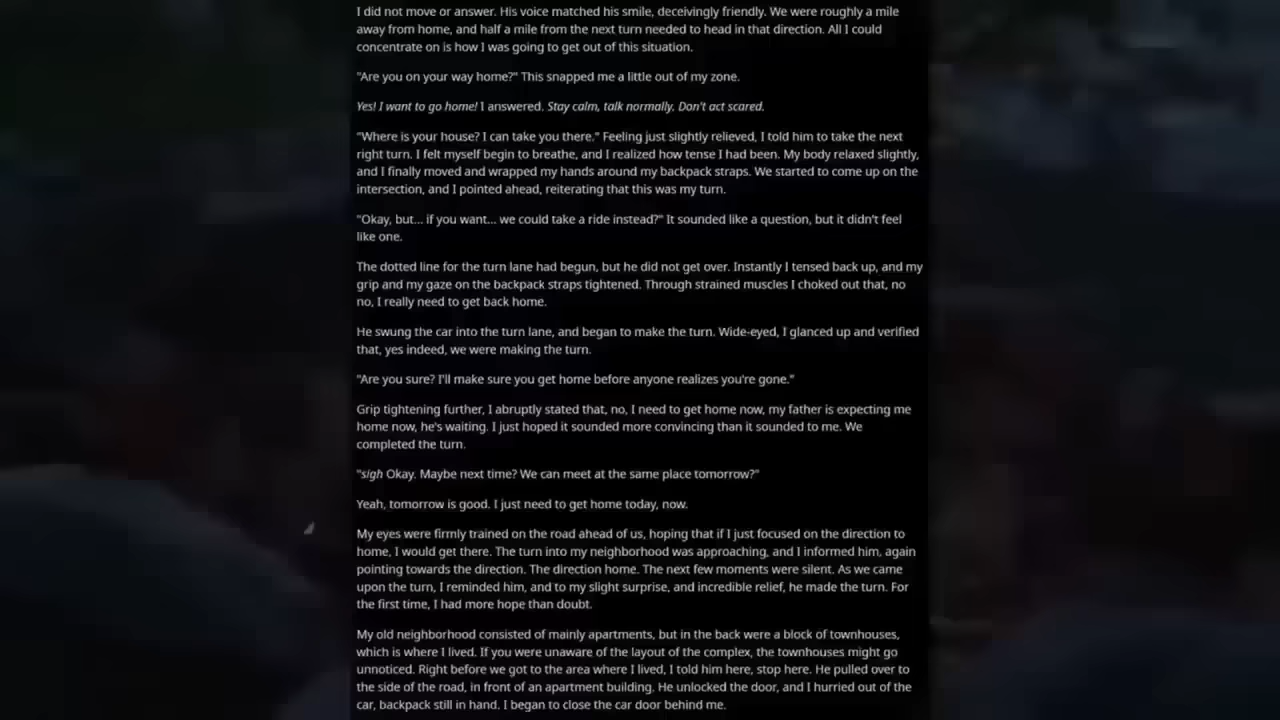 I did not move or answer. His voice matched his smile, deceivingly friendly. We were roughly a mile
away from home, and half a mile from the next turn needed to head in that direction. All I could
concentrate on is how I was going to get out of this situation.
"Are you on your way home?" This snapped me a little out of my zone.
Yes! I want to go home! I answered. Stay calm, talk normally. Don't act scared.
"Where is your house? I can take you there." Feeling just slightly relieved, I told him to take the next
right turn. I felt myself begin to breathe, and I realized how tense I had been. My body relaxed slightly,
and I finally moved and wrapped my hands around my backpack straps. We started to come up on the
intersection, and I pointed ahead, reiterating that this was my turn.
"Okay, but... if you want... we could take a ride instead?" It sounded like a question, but it didn't feel
like one.
The dotted line for the turn lane had begun, but he did not get over. Instantly I tensed back up, and my
grip and my gaze on the backpack straps tightened. Through strained muscles I choked out that, no
no, I really need to get back home.
He swung the car into the turn lane, and began to make the turn. Wide-eyed, I glanced up and verified
that, yes indeed, we were making the turn.
"Are you sure? I'll make sure you get home before anyone realizes you're gone."
Grip tightening further, I abruptly stated that, no, I need to get home now, my father is expecting me
home now, he's waiting. I just hoped it sounded more convincing than it sounded to me. We
completed the turn.
"sigh Okay. Maybe next time? We can meet at the same place tomorrow?"
Yeah, tomorrow is good. I just need to get home today, now.
My eyes were firmly trained on the road ahead of us, hoping that if I just focused on the direction to
home, I would get there. The turn into my neighborhood was approaching, and I informed him, again
pointing towards the direction. The direction home. The next few moments were silent. As we came
upon the turn, I reminded him, and to my slight surprise, and incredible relief, he made the turn. For
the first time, I had more hope than doubt.
My old neighborhood consisted of mainly apartments, but in the back were a block of townhouses,
which is where I lived. If you were unaware of the layout of the complex, the townhouses might go
unnoticed. Right before we got to the area where I lived, I told him here, stop here. He pulled over to
the side of the road, in front of an apartment building. He unlocked the door, and I hurried out of the
car, backpack still in hand. I began to close the car door behind me.